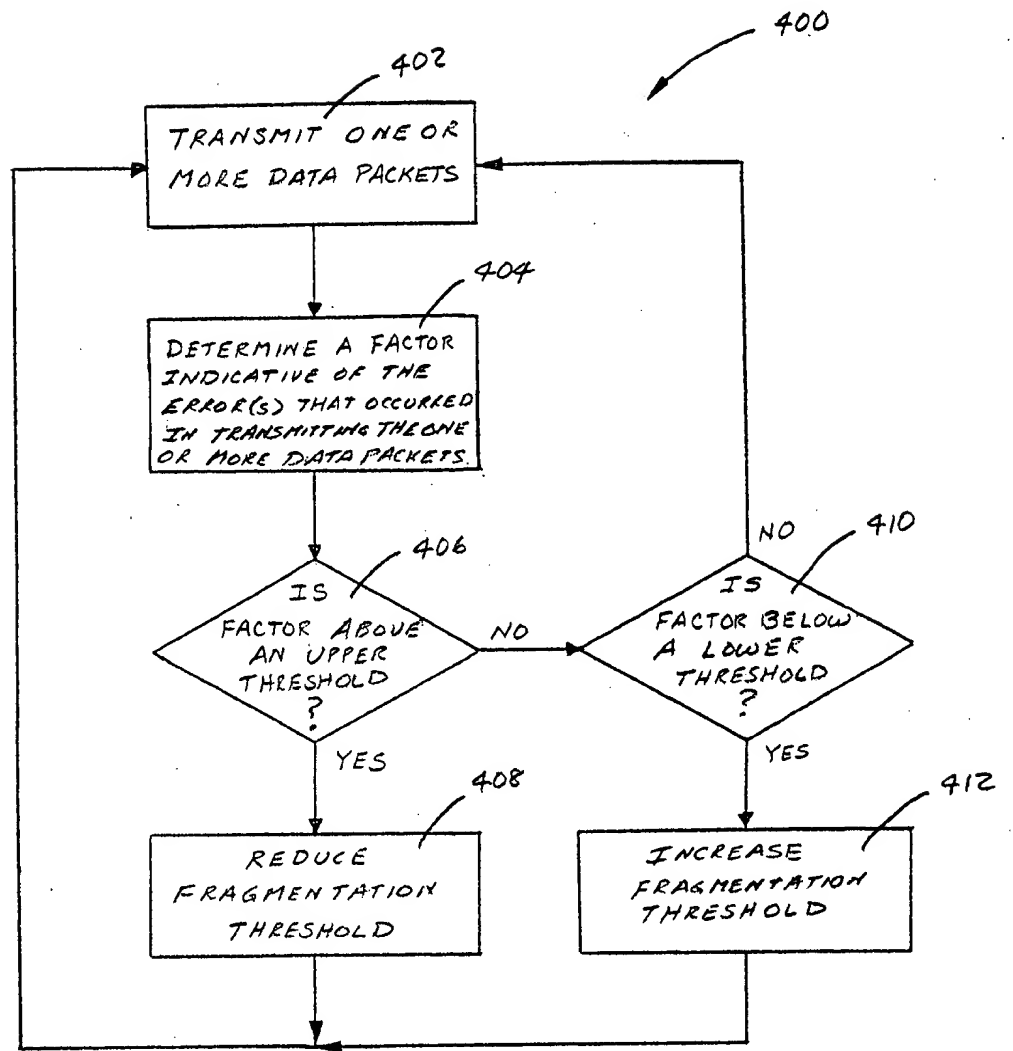 400
402
TRANSMIT ONE OR
MORE DATA PACKETS
404
DETERMINE A FACTOR
INDICATIVE OF THE
ERROR(S) THAT OCCURRED
IN TRANSMITTING THE ONE
OR MORE DATA PACKETS.
406
IS
FACTOR ABOVE
AN UPPER
THRESHOLD
?
NO
YES
410
NO
IS
FACTOR BELOW
A LOWER
THRESHOLD
?
YES
408
REDUCE
FRAGMENTATION
THRESHOLD
412
INCREASE
FRAGMENTATION
THRESHOLD